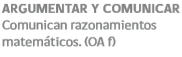 ARGUMENTAR Y COMUNICAR
Comunican razonamientos
matemáticos. (OA f)